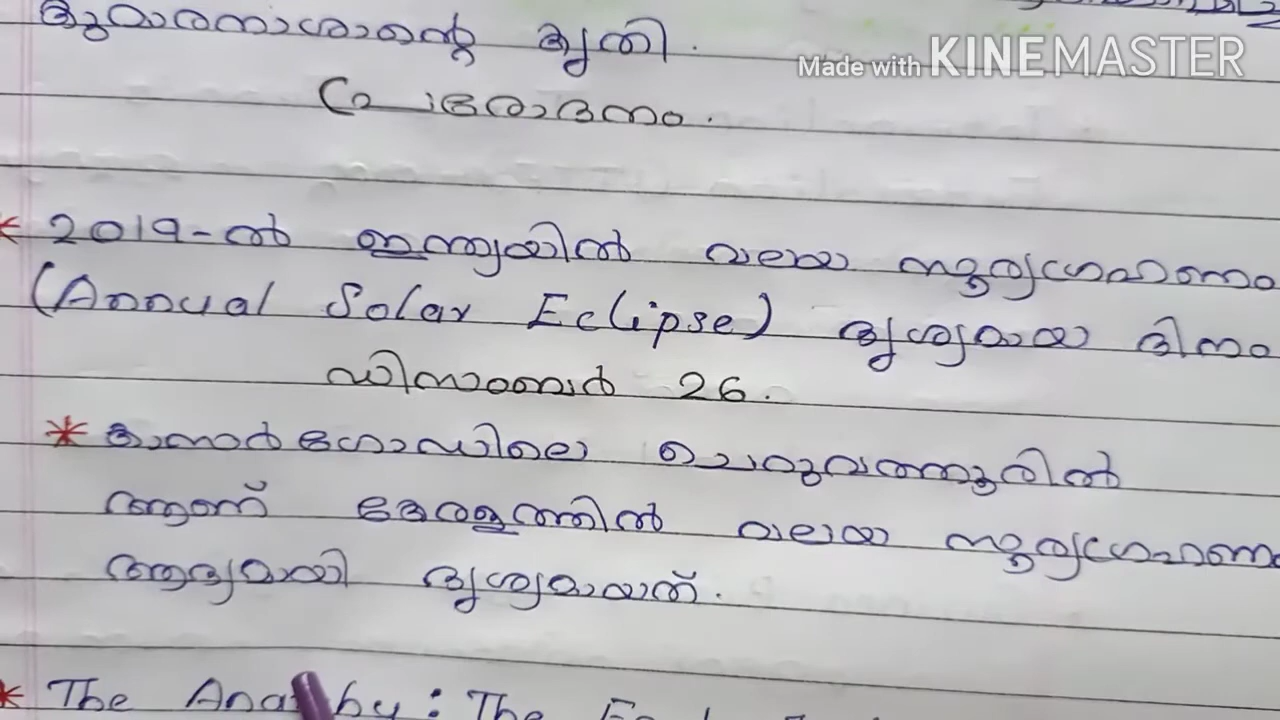 കുമാരനാശാന്റെ കൃതി.
Made with KINEMASTER
പ്രരോദനം.
* 2019-ൽ ഇന്ത്യയിൽ വലയ സൂര്യഗ്രഹണം
(Annual Solar Eclipse) ദൃശ്യമായ ദിനം
ഡിസംബർ 26.
* കാസർഗോഡിലെ ചെറുവത്തൂരിൽ
ആണ് കേരളത്തിൽ വലയ സൂര്യഗ്രഹണം
ആദ്യമായി ദൃശ്യമായത്.
* The : The